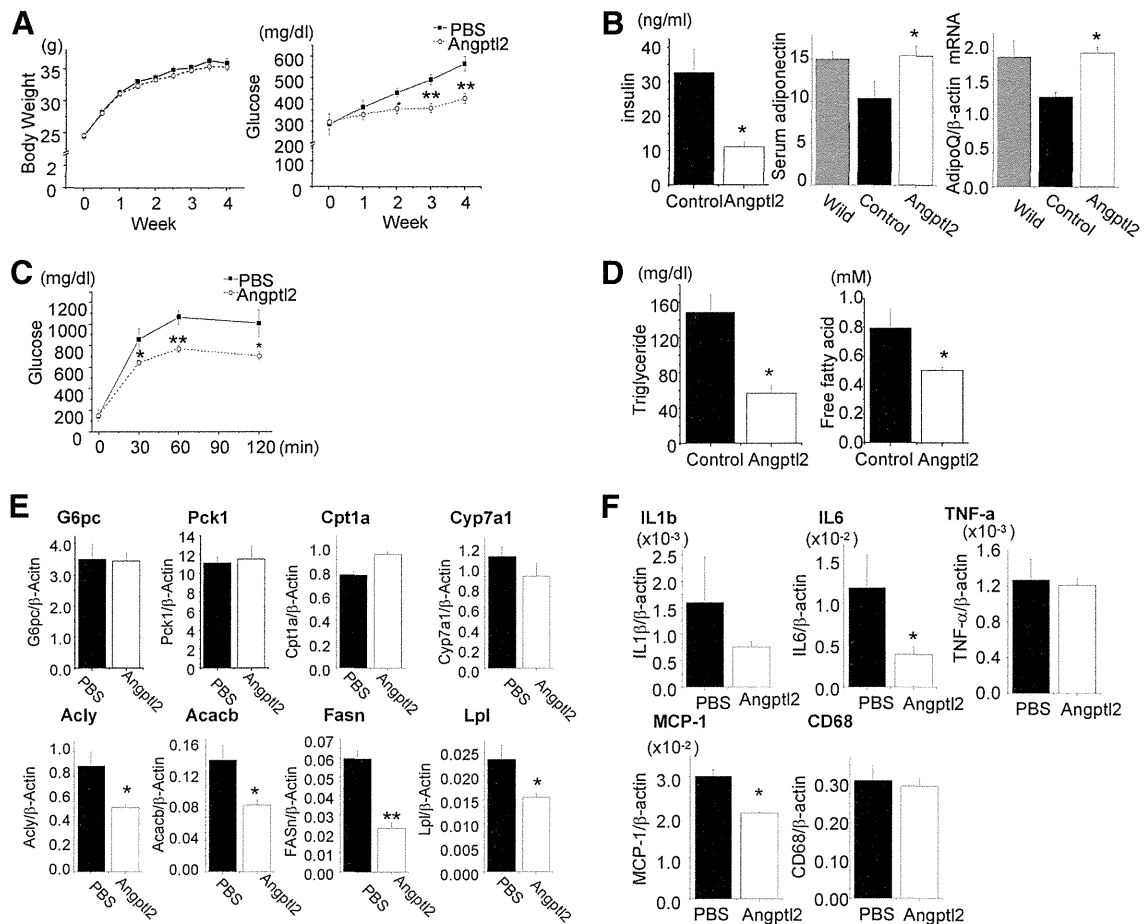 A
(g)
Body Weight
35
30
25
2
0
0 1 2 3 4
Week
(mg/dl)
PBS
Angptl2
Glucose
600
500
400
300
200
100
0
*
**
**
0 1 2 3 4
Week
B
(ng/ml)
insulin
40
30
20
10
0
*
Control Angptl2
Serum adiponectin
15
10
5
0
*
Wild
Control
Angptl2
AdipoQ/β-actin mRNA
2.0
1.5
1.0
0.5
0.0
*
Wild
Control
Angptl2
C
(mg/dl)
PBS
Angptl2
Glucose
1200
1000
800
600
400
200
0
*
**
*
0 30 60 120 (min)
D
(mg/dl)
Triglyceride
160
120
80
40
0
*
Control Angptl2
(mM)
Free fatty acid
0.8
0.6
0.4
0.2
0.0
*
Control Angptl2
E
G6pc
G6pc/β-Acitn
4.0
3.0
2.0
1.0
0.0
PBS
Angptl2
Pck1
Pck1/β-Actin
14
12
10
8
6
4
2
0
PBS
Angptl2
Cpt1a
Cpt1a/β-Actin
1.0
0.8
0.6
0.4
0.2
0.0
PBS
Angptl2
Cyp7a1
Cyp7a1/β-Actin
1.2
1.0
0.8
0.6
0.4
0.2
0.0
PBS
Angptl2
Acly
Acly/β-Actin
1.0
0.8
0.6
0.4
0.2
0.0
*
PBS
Angptl2
Acacb
Acacb/β-Actin
0.16
0.12
0.08
0.04
0.00
*
PBS
Angptl2
Fasn
FASn/β-Actin
0.07
0.06
0.05
0.04
0.03
0.02
0.01
0.00
**
PBS
Angptl2
Lpl
Lpl/β-Actin
0.025
0.020
0.015
0.010
0.005
0.000
*
PBS
Angptl2
F
IL1b
(x10-3)
IL1β/β-actin
2.5
2.0
1.5
1.0
0.5
0.0
PBS Angptl2
IL6
(x10-2)
IL6/β-actin
1.5
1.0
0.5
0.0
*
PBS Angptl2
TNF-a
(x10-3)
TNF-α/β-actin
1.6
1.2
0.8
0.4
0.0
PBS Angptl2
MCP-1
(x10-2)
MCP-1/β-actin
3.0
2.0
1.0
0.0
*
PBS Angptl2
CD68
CD68/β-actin
0.30
0.20
0.10
0.00
PBS Angptl2